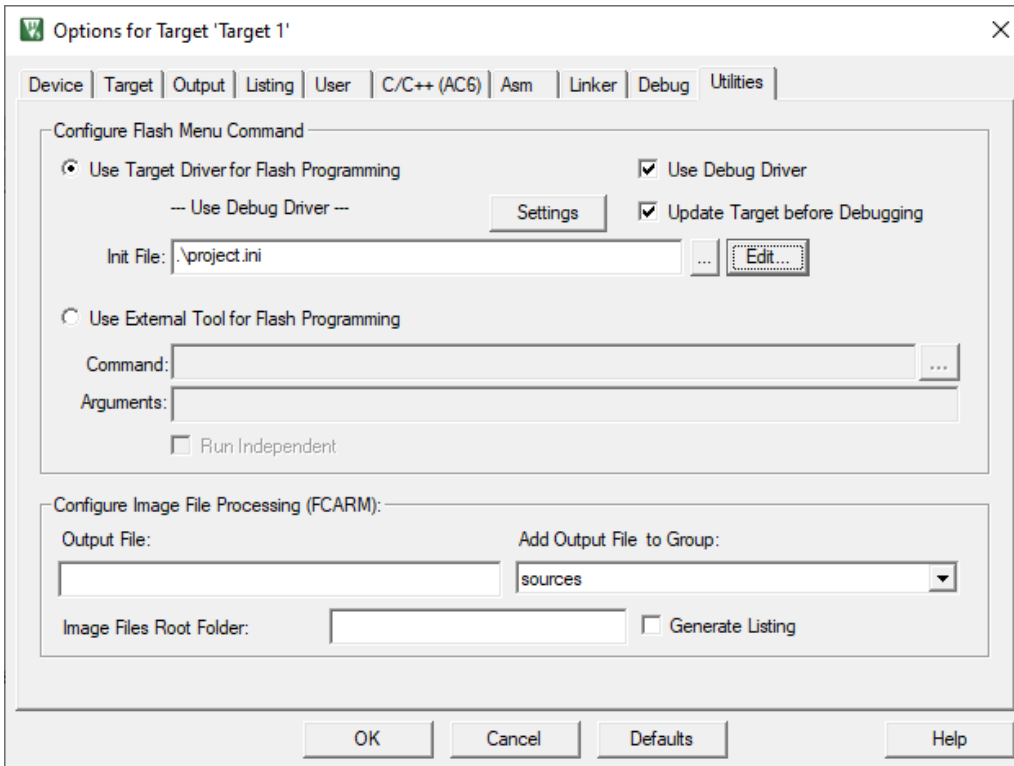 Options for Target 'Target 1'
Device Target Output Listing User C/C++ (AC6) Asm Linker Debug Utilities
Configure Flash Menu Command
Use Target Driver for Flash Programming Use Debug Driver
--- Use Debug Driver --- Settings Update Target before Debugging
Init File: .\project.ini ... Edit...
Use External Tool for Flash Programming
Command: ...
Arguments:
Run Independent
Configure Image File Processing (FCARM):
Output File: Add Output File to Group:
sources
Image Files Root Folder: Generate Listing
OK Cancel Defaults Help